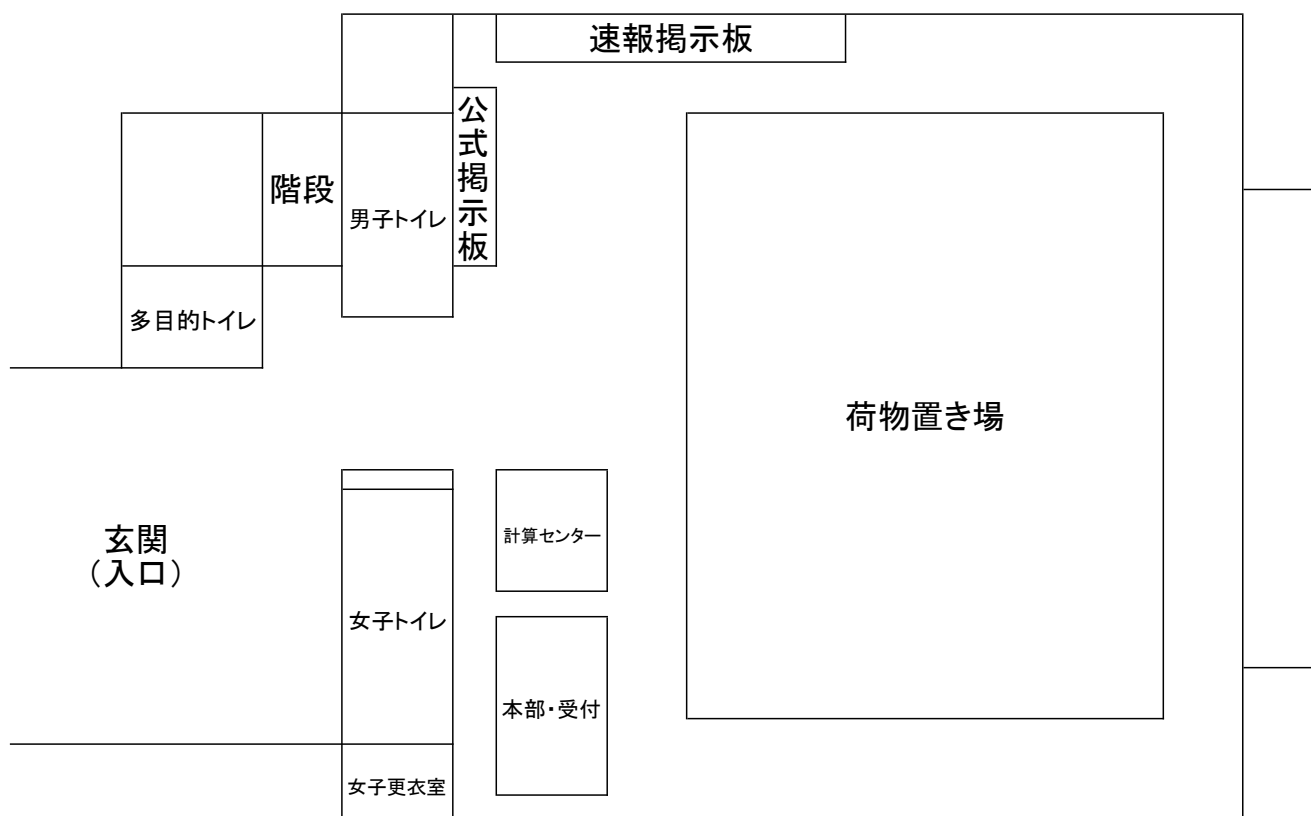 速報掲示板
公式掲示板
階段
男子トイレ
多目的トイレ
荷物置き場
計算センター
玄関
（入口）
女子トイレ
本部・受付
女子更衣室